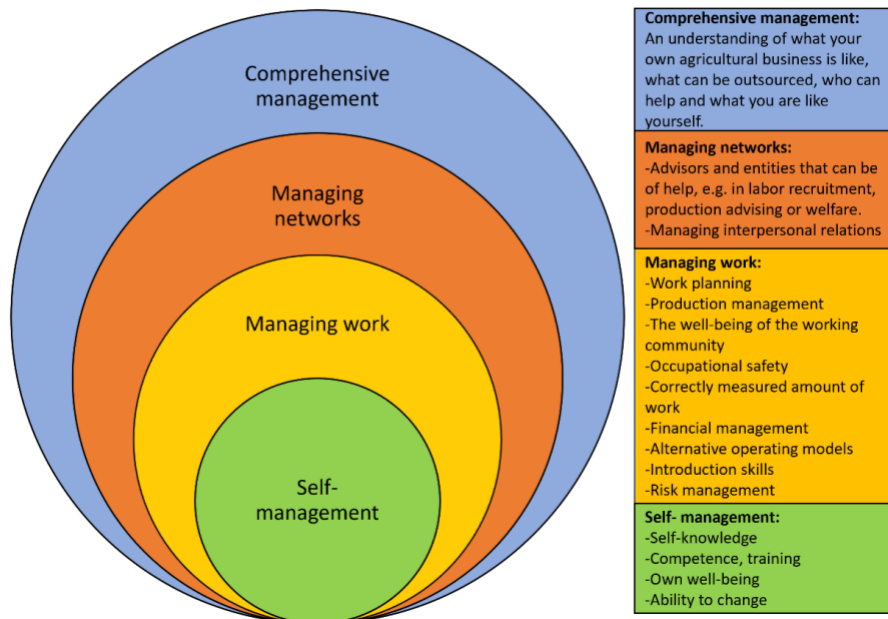 Comprehensive
management
Managing
networks
Managing work
Self-
management
Comprehensive management:
An understanding of what your
own agricultural business is like,
what can be outsourced, who can
help and what you are like
yourself.
Managing networks:
-Advisors and entities that can be
of help, e.g. in labor recruitment,
production advising or welfare.
-Managing interpersonal relations
Managing work:
-Work planning
-Production management
-The well-being of the working
community
-Occupational safety
-Correctly measured amount of
work
-Financial management
-Alternative operating models
-Introduction skills
-Risk management
Self- management:
-Self-knowledge
-Competence, training
-Own well-being
-Ability to change